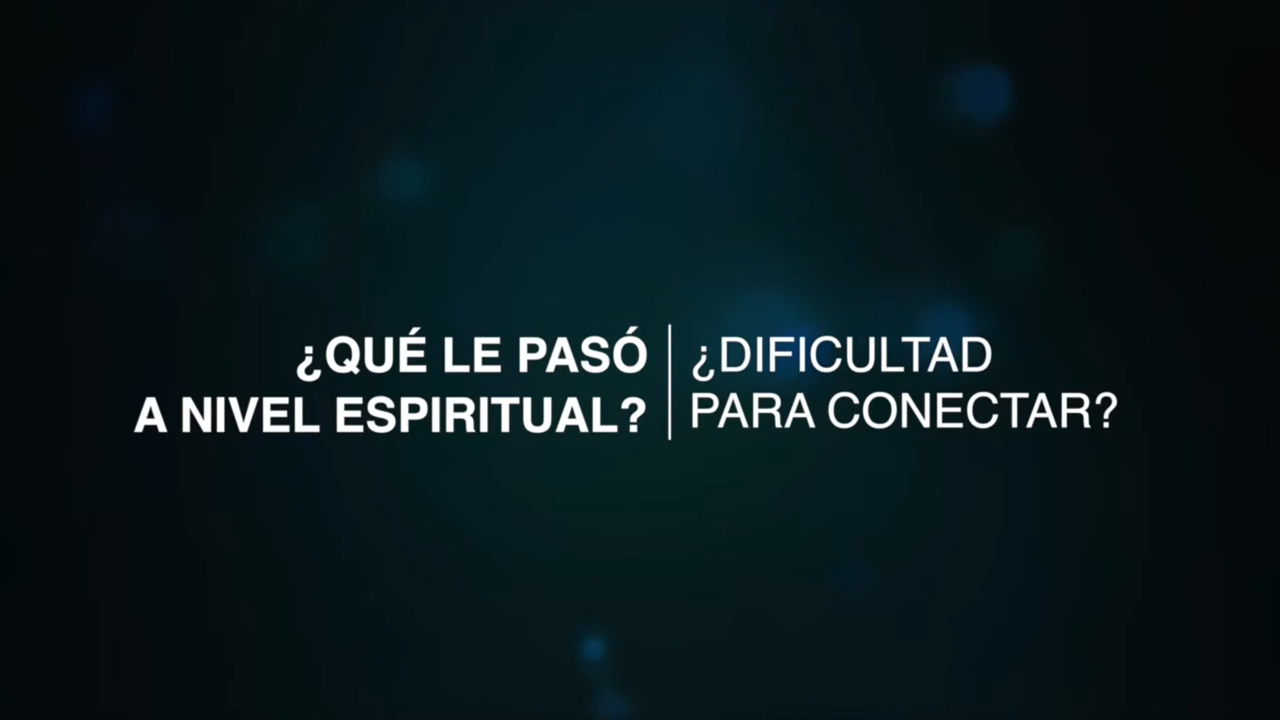 ¿QUÉ LE PASÓ
A NIVEL ESPIRITUAL?
¿DIFICULTAD
PARA CONECTAR?